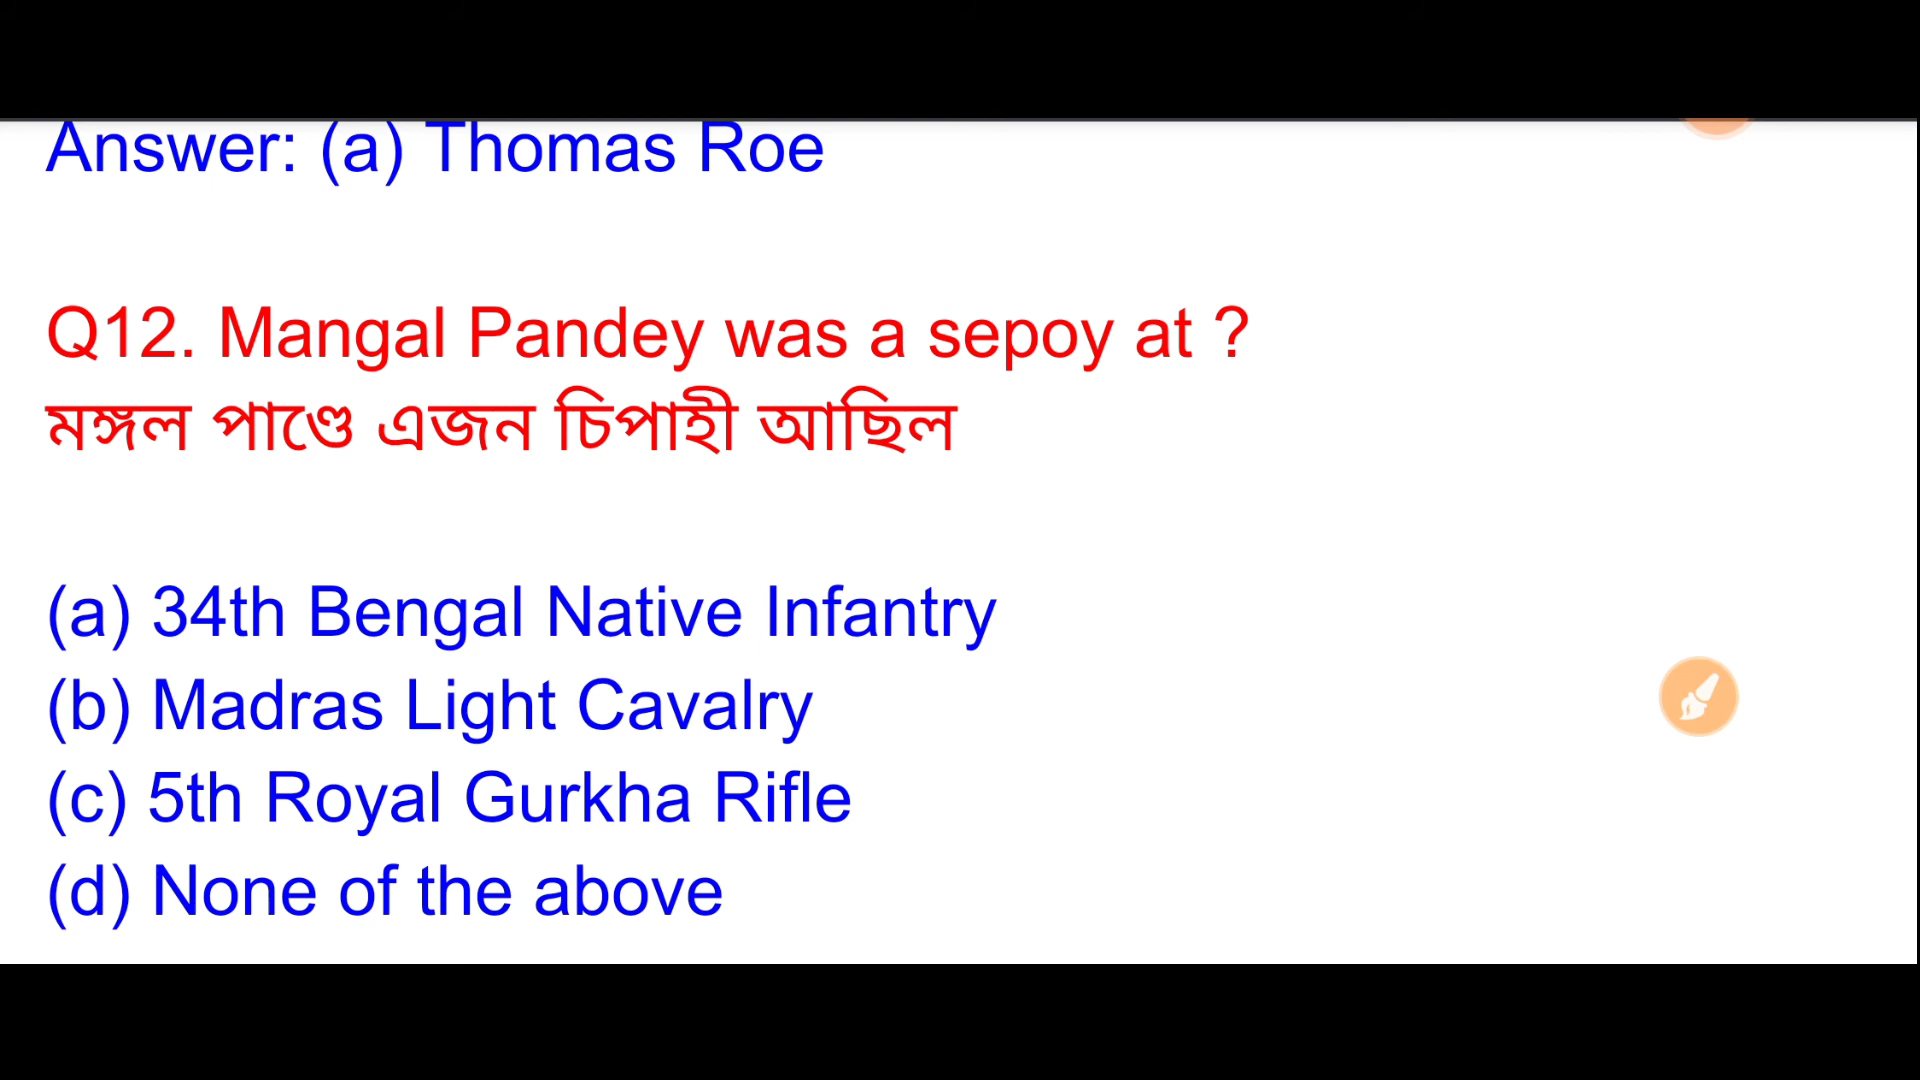 Answer: (a) Thomas Roe
Q12. Mangal Pandey was a sepoy at ?
মঙ্গল পাণ্ডে এজন চিপাহী আছিল
(a) 34th Bengal Native Infantry
(b) Madras Light Cavalry
(c) 5th Royal Gurkha Rifle
(d) None of the above